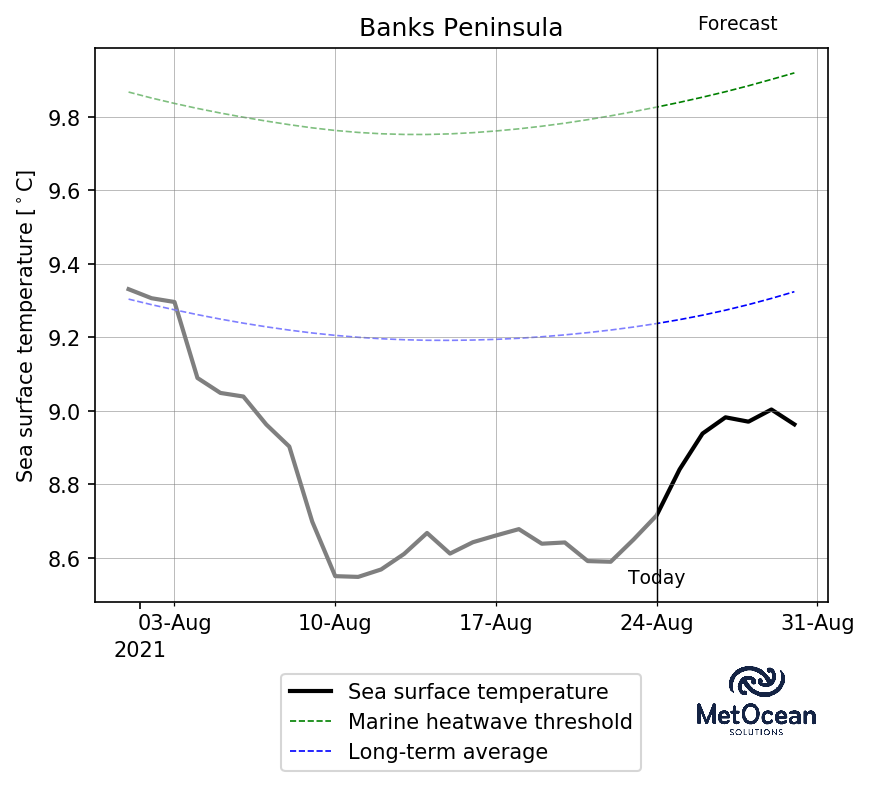 Banks Peninsula
Forecast
Sea surface temperature [°C]
9.8
9.6
9.4
9.2
9.0
8.8
8.6
Today
03-Aug 10-Aug 17-Aug 24-Aug 31-Aug
2021
Sea surface temperature
Marine heatwave threshold
Long-term average
MetOcean
SOLUTIONS